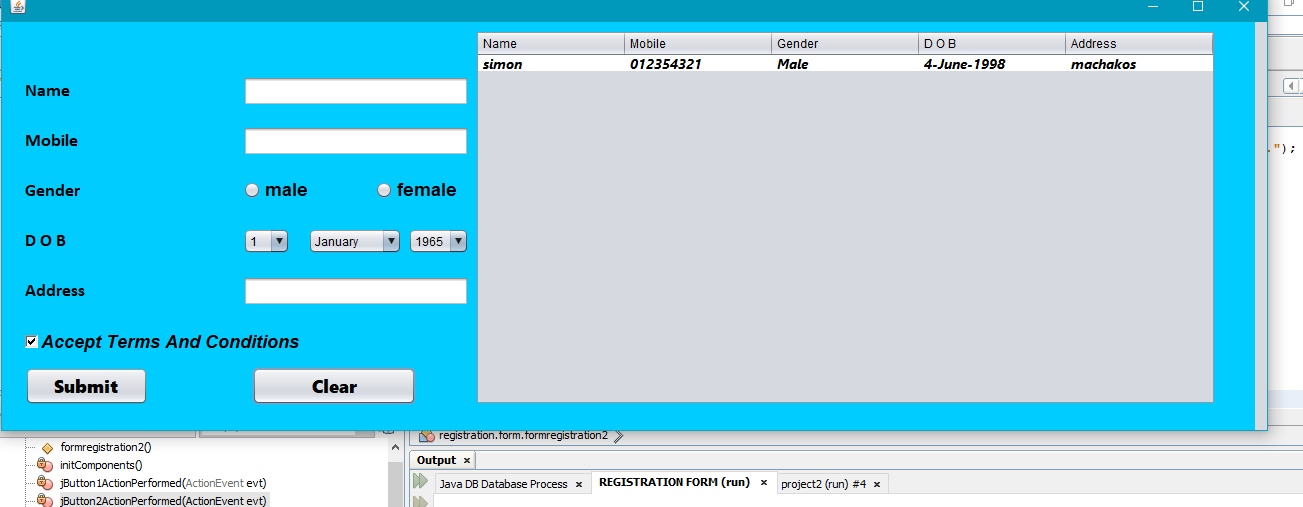 Name Mobile Gender D O B Address
simon 012354321 Male 4-June-1998 machakos
Name
Mobile
Gender male female
D O B 1 January 1965
Address
Accept Terms And Conditions
Submit Clear
");
formregistration2()
initComponents()
jButton1ActionPerformed(ActionEvent evt)
jButton2ActionPerformed(ActionEvent evt)
registration.form.formregistration2
Output
Java DB Database Process REGISTRATION FORM (run) project2 (run) #4